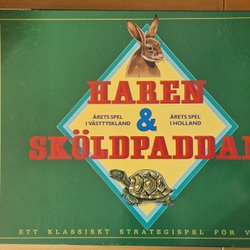 HAREN
ÅRETS SPEL
I VÄSTTYSKLAND
&
ÅRETS SPEL
I HOLLAND
SKÖLDPADDAN
ETT KLASSISKT STRATEGISPEL FÖR V